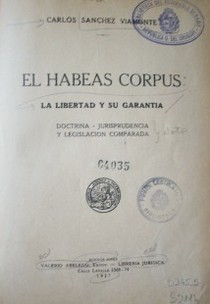 CARLOS SANCHEZ VIAMONTE
EL HABEAS CORPUS
LA LIBERTAD Y SU GARANTIA
DOCTRINA - JURISPRUDENCIA
Y LEGISLACION COMPARADA
04035
BUENOS AIRES
VALERIO ABELEDO, EDITOR - LIBRERIA JURIDICA
1927